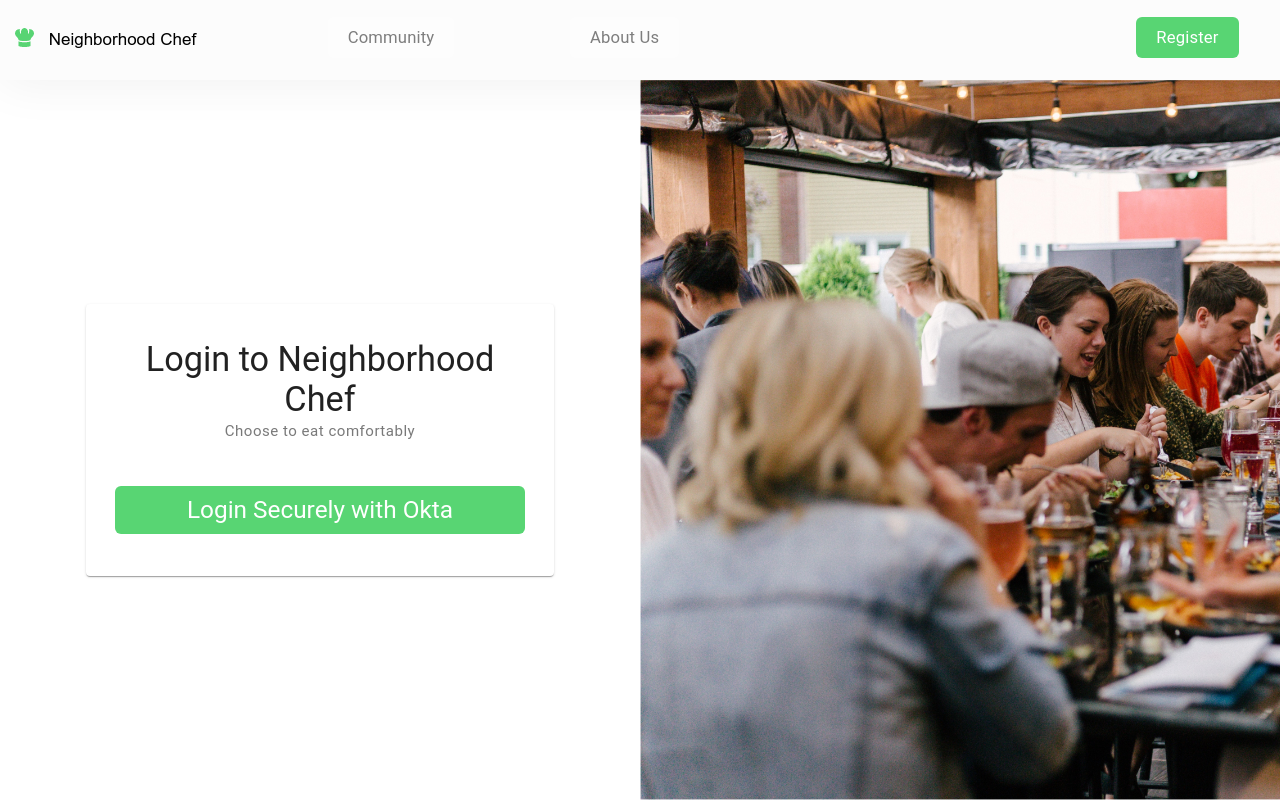 Neighborhood Chef
Community
About Us
Register
Login to Neighborhood
Chef
Choose to eat comfortably
Login Securely with Okta